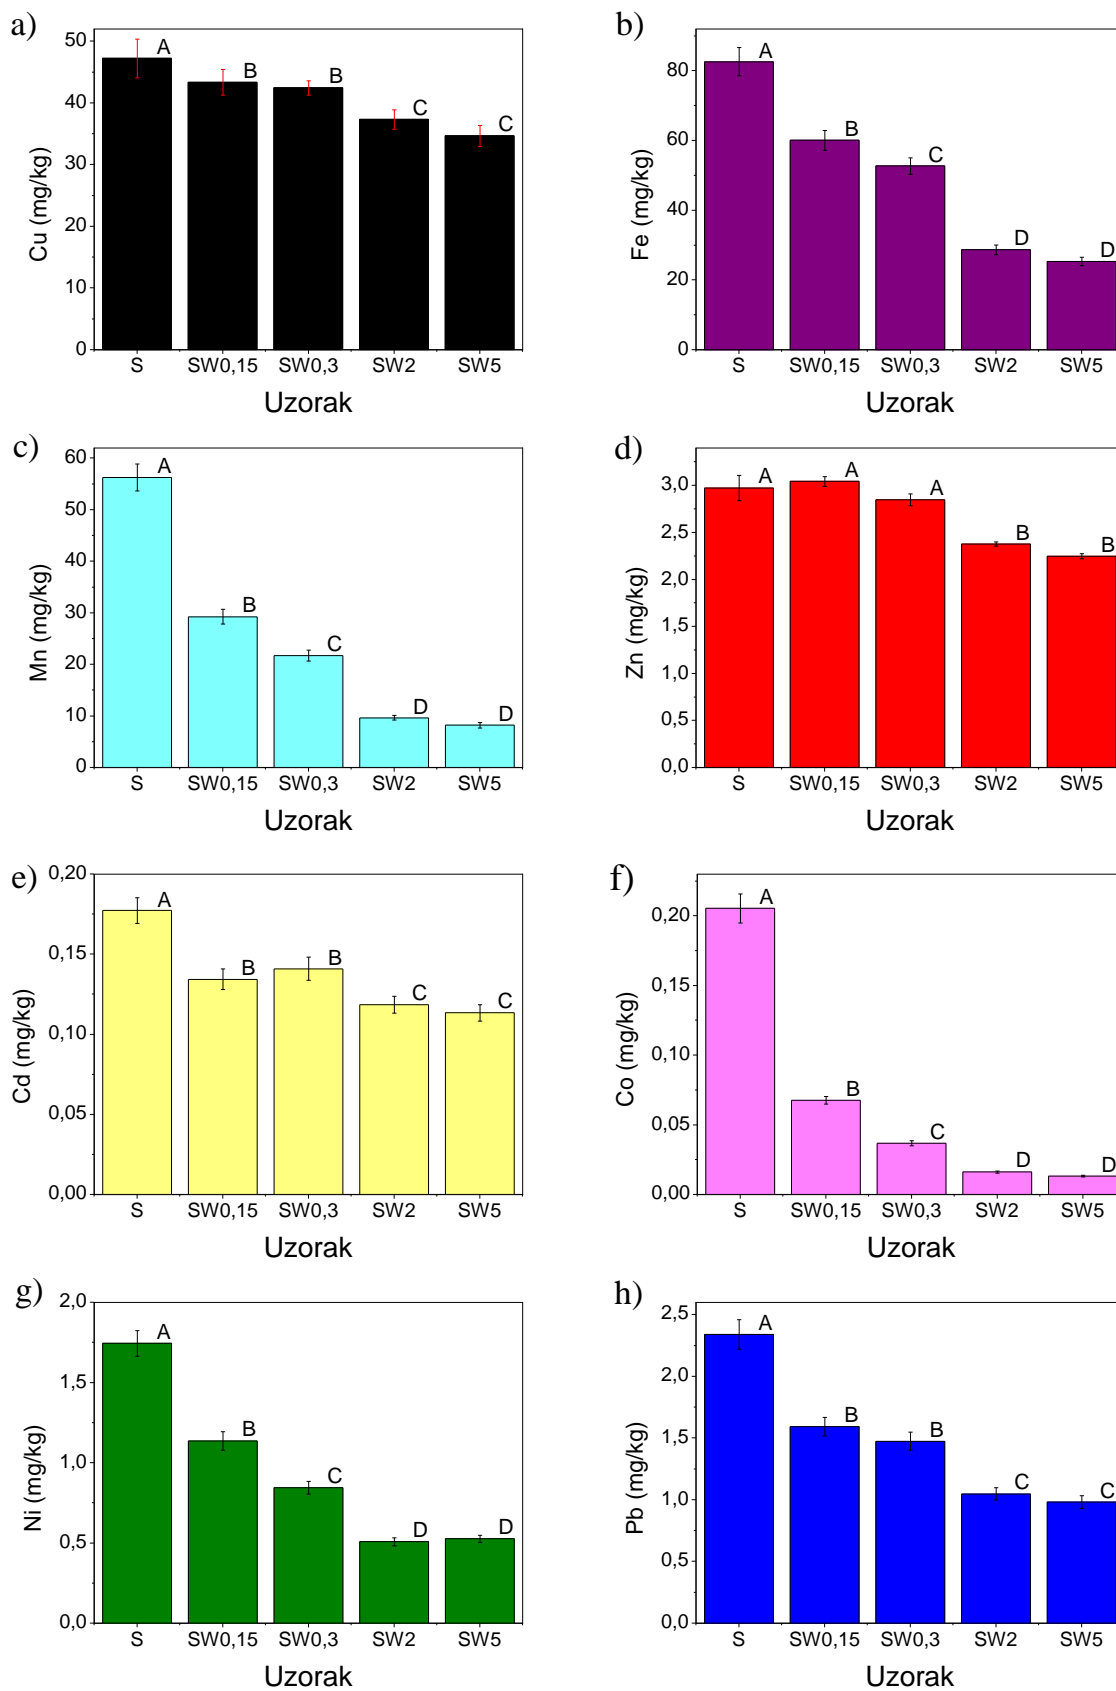 a)
Cu (mg/kg)
50
40
30
20
10
0
A
B
B
C
C
S SW0,15 SW0,3 SW2 SW5
Uzorak
b)
Fe (mg/kg)
80
60
40
20
0
A
B
C
D
D
S SW0,15 SW0,3 SW2 SW5
Uzorak
c)
Mn (mg/kg)
60
50
40
30
20
10
0
A
B
C
D
D
S SW0,15 SW0,3 SW2 SW5
Uzorak
d)
Zn (mg/kg)
3,0
2,5
2,0
1,5
1,0
0,5
0,0
A
A
A
B
B
S SW0,15 SW0,3 SW2 SW5
Uzorak
e)
Cd (mg/kg)
0,20
0,15
0,10
0,05
0,00
A
B
B
C
C
S SW0,15 SW0,3 SW2 SW5
Uzorak
f)
Co (mg/kg)
0,20
0,15
0,10
0,05
0,00
A
B
C
D
D
S SW0,15 SW0,3 SW2 SW5
Uzorak
g)
Ni (mg/kg)
2,0
1,5
1,0
0,5
0,0
A
B
C
D
D
S SW0,15 SW0,3 SW2 SW5
Uzorak
h)
Pb (mg/kg)
2,5
2,0
1,5
1,0
0,5
0,0
A
B
B
C
C
S SW0,15 SW0,3 SW2 SW5
Uzorak